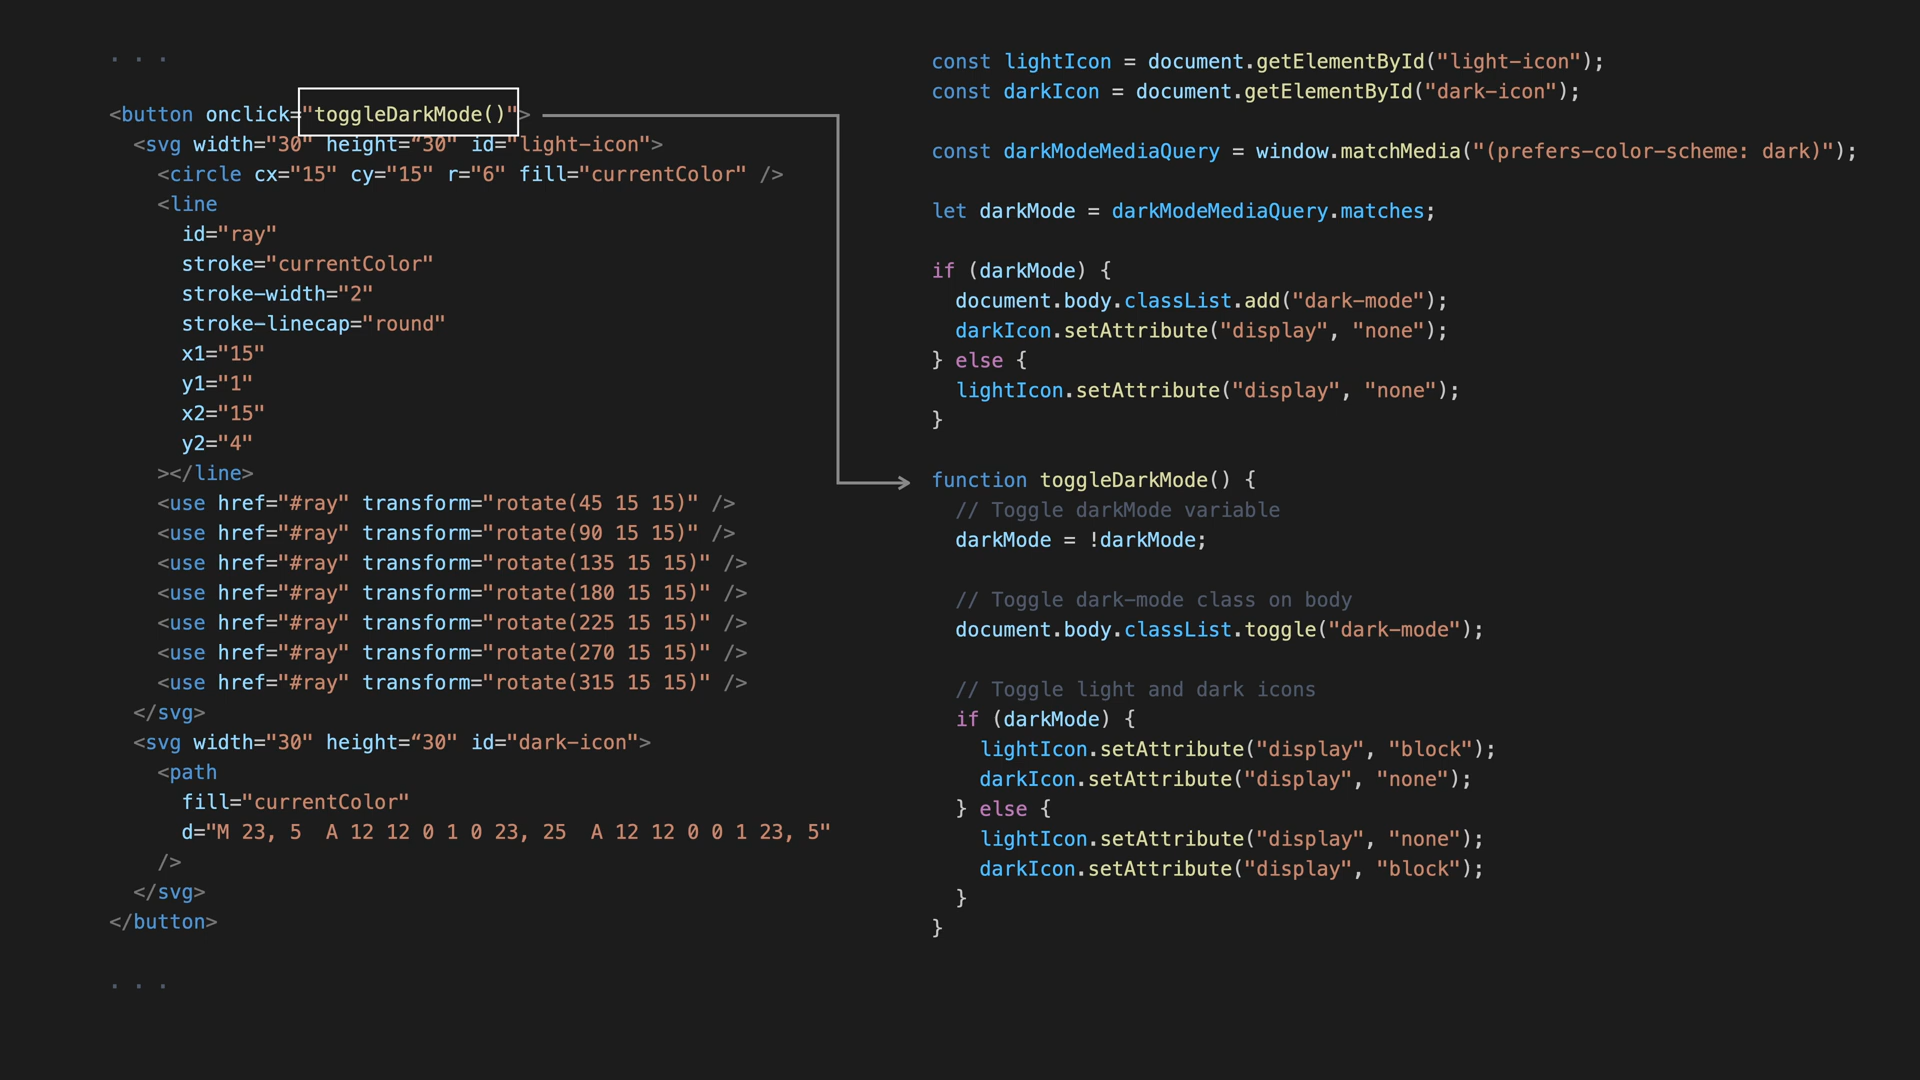 . . .
<button onclick="toggleDarkMode()">
  <svg width="30" height=“30" id="light-icon">
    <circle cx="15" cy="15" r="6" fill="currentColor" />
    <line
      id="ray"
      stroke="currentColor"
      stroke-width="2"
      stroke-linecap="round"
      x1="15"
      y1="1"
      x2="15"
      y2="4"
    ></line>
    <use href="#ray" transform="rotate(45 15 15)" />
    <use href="#ray" transform="rotate(90 15 15)" />
    <use href="#ray" transform="rotate(135 15 15)" />
    <use href="#ray" transform="rotate(180 15 15)" />
    <use href="#ray" transform="rotate(225 15 15)" />
    <use href="#ray" transform="rotate(270 15 15)" />
    <use href="#ray" transform="rotate(315 15 15)" />
  </svg>
  <svg width="30" height=“30" id="dark-icon">
    <path
      fill="currentColor"
      d="M 23, 5  A 12 12 0 1 0 23, 25  A 12 12 0 0 1 23, 5"
    />
  </svg>
</button>
. . .
const lightIcon = document.getElementById("light-icon");
const darkIcon = document.getElementById("dark-icon");
const darkModeMediaQuery = window.matchMedia("(prefers-color-scheme: dark)");
let darkMode = darkModeMediaQuery.matches;
if (darkMode) {
  document.body.classList.add("dark-mode");
  darkIcon.setAttribute("display", "none");
} else {
  lightIcon.setAttribute("display", "none");
}
function toggleDarkMode() {
  // Toggle darkMode variable
  darkMode = !darkMode;
  // Toggle dark-mode class on body
  document.body.classList.toggle("dark-mode");
  // Toggle light and dark icons
  if (darkMode) {
    lightIcon.setAttribute("display", "block");
    darkIcon.setAttribute("display", "none");
  } else {
    lightIcon.setAttribute("display", "none");
    darkIcon.setAttribute("display", "block");
  }
}